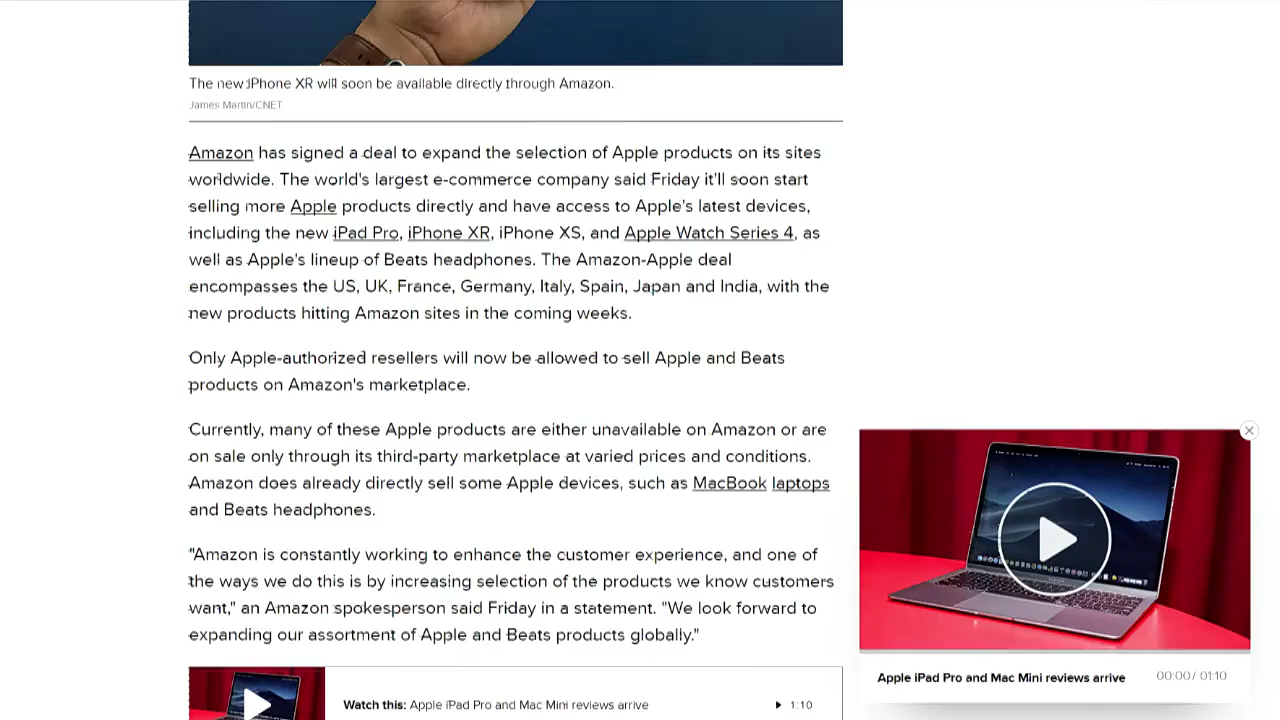 The new iPhone XR will soon be available directly through Amazon.
James Martin/CNET
Amazon has signed a deal to expand the selection of Apple products on its sites
worldwide. The world's largest e-commerce company said Friday it'll soon start
selling more Apple products directly and have access to Apple's latest devices,
including the new iPad Pro, iPhone XR, iPhone XS, and Apple Watch Series 4, as
well as Apple's lineup of Beats headphones. The Amazon-Apple deal
encompasses the US, UK, France, Germany, Italy, Spain, Japan and India, with the
new products hitting Amazon sites in the coming weeks.
Only Apple-authorized resellers will now be allowed to sell Apple and Beats
products on Amazon's marketplace.
Currently, many of these Apple products are either unavailable on Amazon or are
on sale only through its third-party marketplace at varied prices and conditions.
Amazon does already directly sell some Apple devices, such as MacBook laptops
and Beats headphones.
"Amazon is constantly working to enhance the customer experience, and one of
the ways we do this is by increasing selection of the products we know customers
want," an Amazon spokesperson said Friday in a statement. "We look forward to
expanding our assortment of Apple and Beats products globally."
Watch this: Apple iPad Pro and Mac Mini reviews arrive 1:10
Apple iPad Pro and Mac Mini reviews arrive 00:00 / 01:10